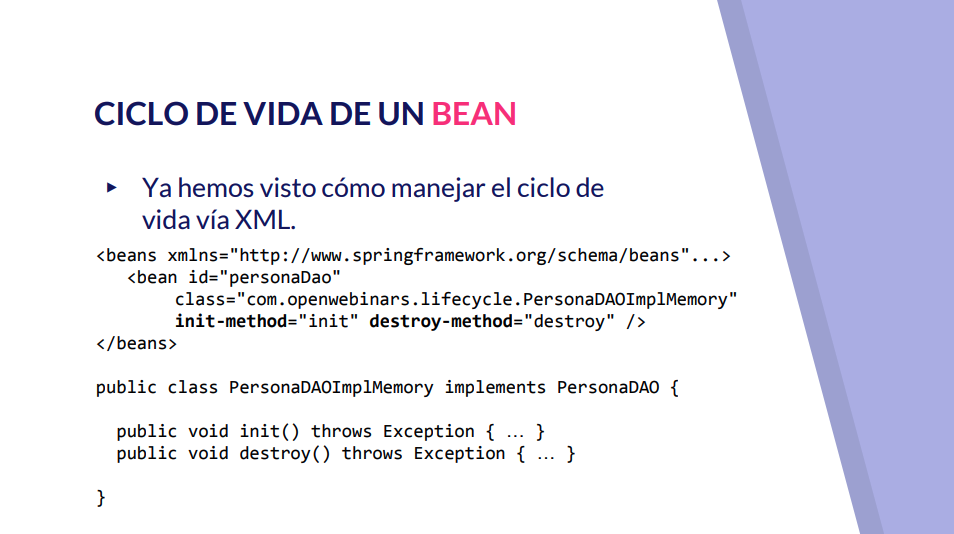 CICLO DE VIDA DE UN BEAN
▸ Ya hemos visto cómo manejar el ciclo de
vida vía XML.
<beans xmlns="http://www.springframework.org/schema/beans"...>
   <bean id="personaDao"
        class="com.openwebinars.lifecycle.PersonaDAOImplMemory"
        init-method="init" destroy-method="destroy" />
</beans>
public class PersonaDAOImplMemory implements PersonaDAO {
  public void init() throws Exception { … }
  public void destroy() throws Exception { … }
}